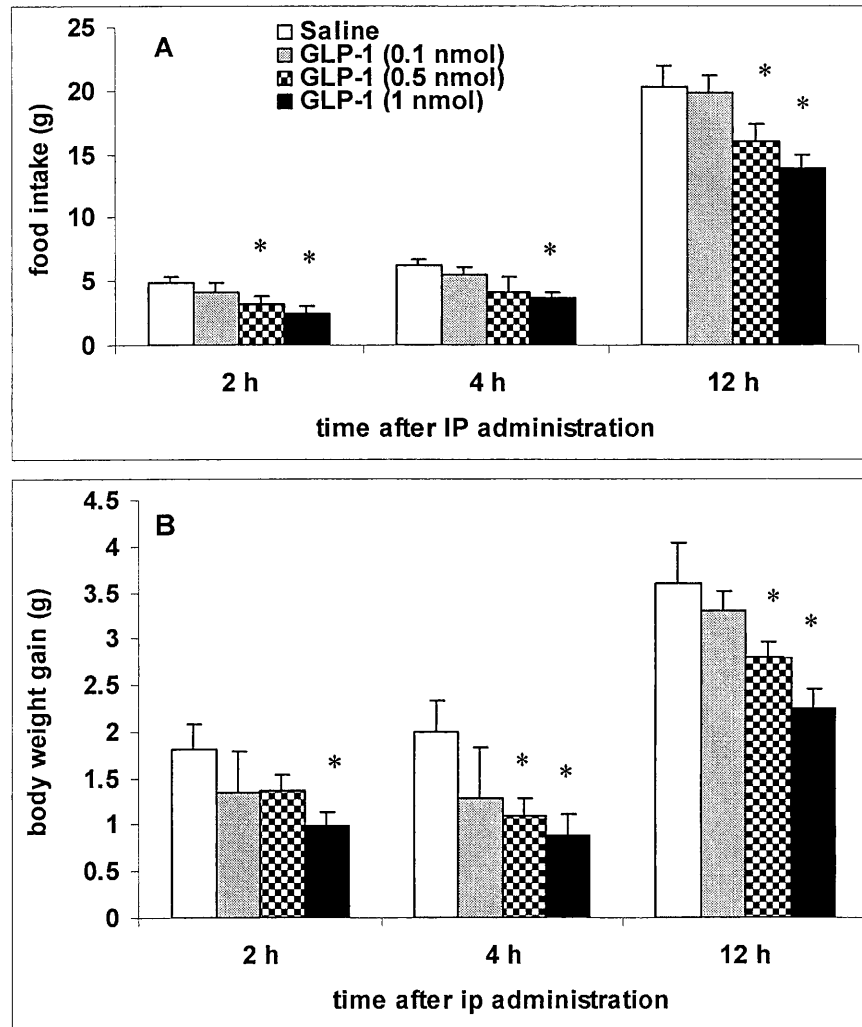 A
Saline
GLP-1 (0.1 nmol)
GLP-1 (0.5 nmol)
GLP-1 (1 nmol)
25
20
15
10
5
0
food intake (g)
* * * * *
2 h 4 h 12 h
time after IP administration
B
4.5
4
3.5
3
2.5
2
1.5
1
0.5
0
body weight gain (g)
* * * * *
2 h 4 h 12 h
time after ip administration